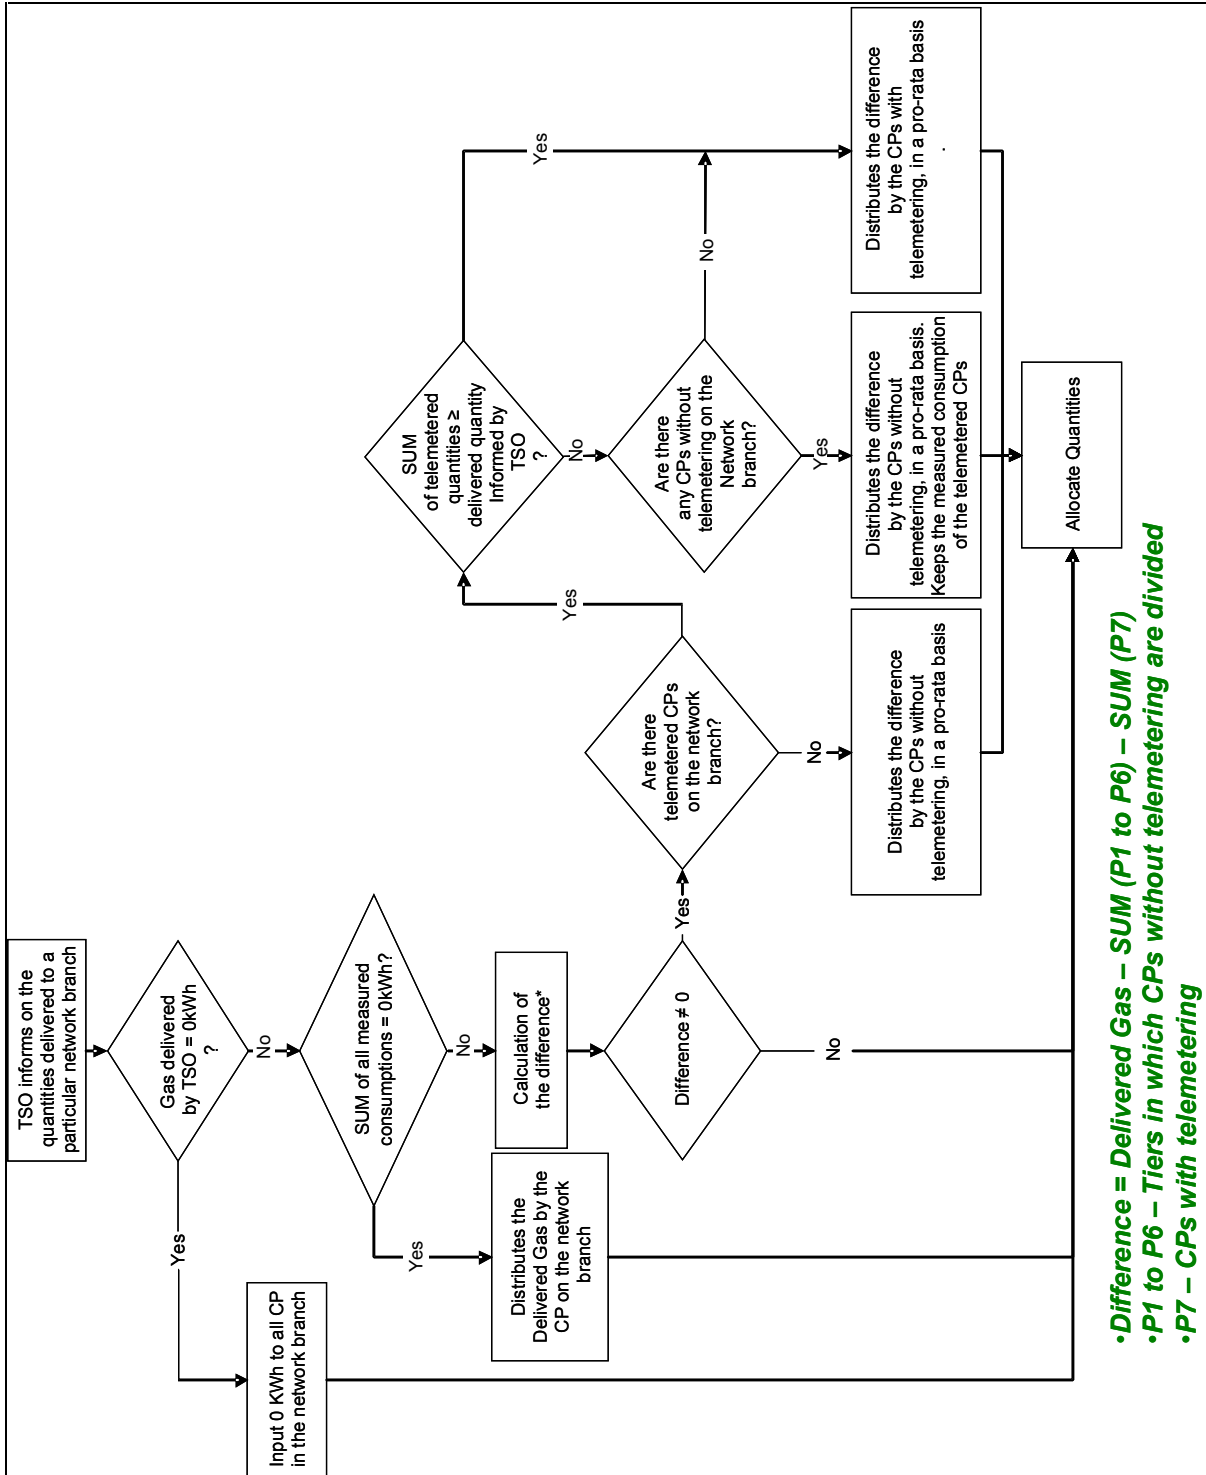 TSO informs on the
quantities delivered to a
particular network branch
Gas delivered
by TSO = 0kWh
?
Yes
No
Input 0 KWh to all CP
in the network branch
SUM of all measured
consumptions = 0kWh?
Yes
No
Distributes the
Delivered Gas by the
CP on the network
branch
Calculation of
the difference*
Difference ≠ 0
Yes
No
Are there
telemetered CPs
on the network
branch?
Yes
No
SUM
of telemetered
quantities ≥
delivered quantity
Informed by
TSO
?
Yes
No
Are there
any CPs without
telemetering on the
Network
branch?
No
Yes
Distributes the difference
by the CPs without
telemetering, in a pro-rata basis
Distributes the difference
by the CPs without
telemetering, in a pro-rata basis.
Keeps the measured consumption
of the telemetered CPs
Distributes the difference
by the CPs with
telemetering, in a pro-rata basis
.
Allocate Quantities
•Difference = Delivered Gas – SUM (P1 to P6) – SUM (P7)
•P1 to P6 – Tiers in which CPs without telemetering are divided
•P7 – CPs with telemetering